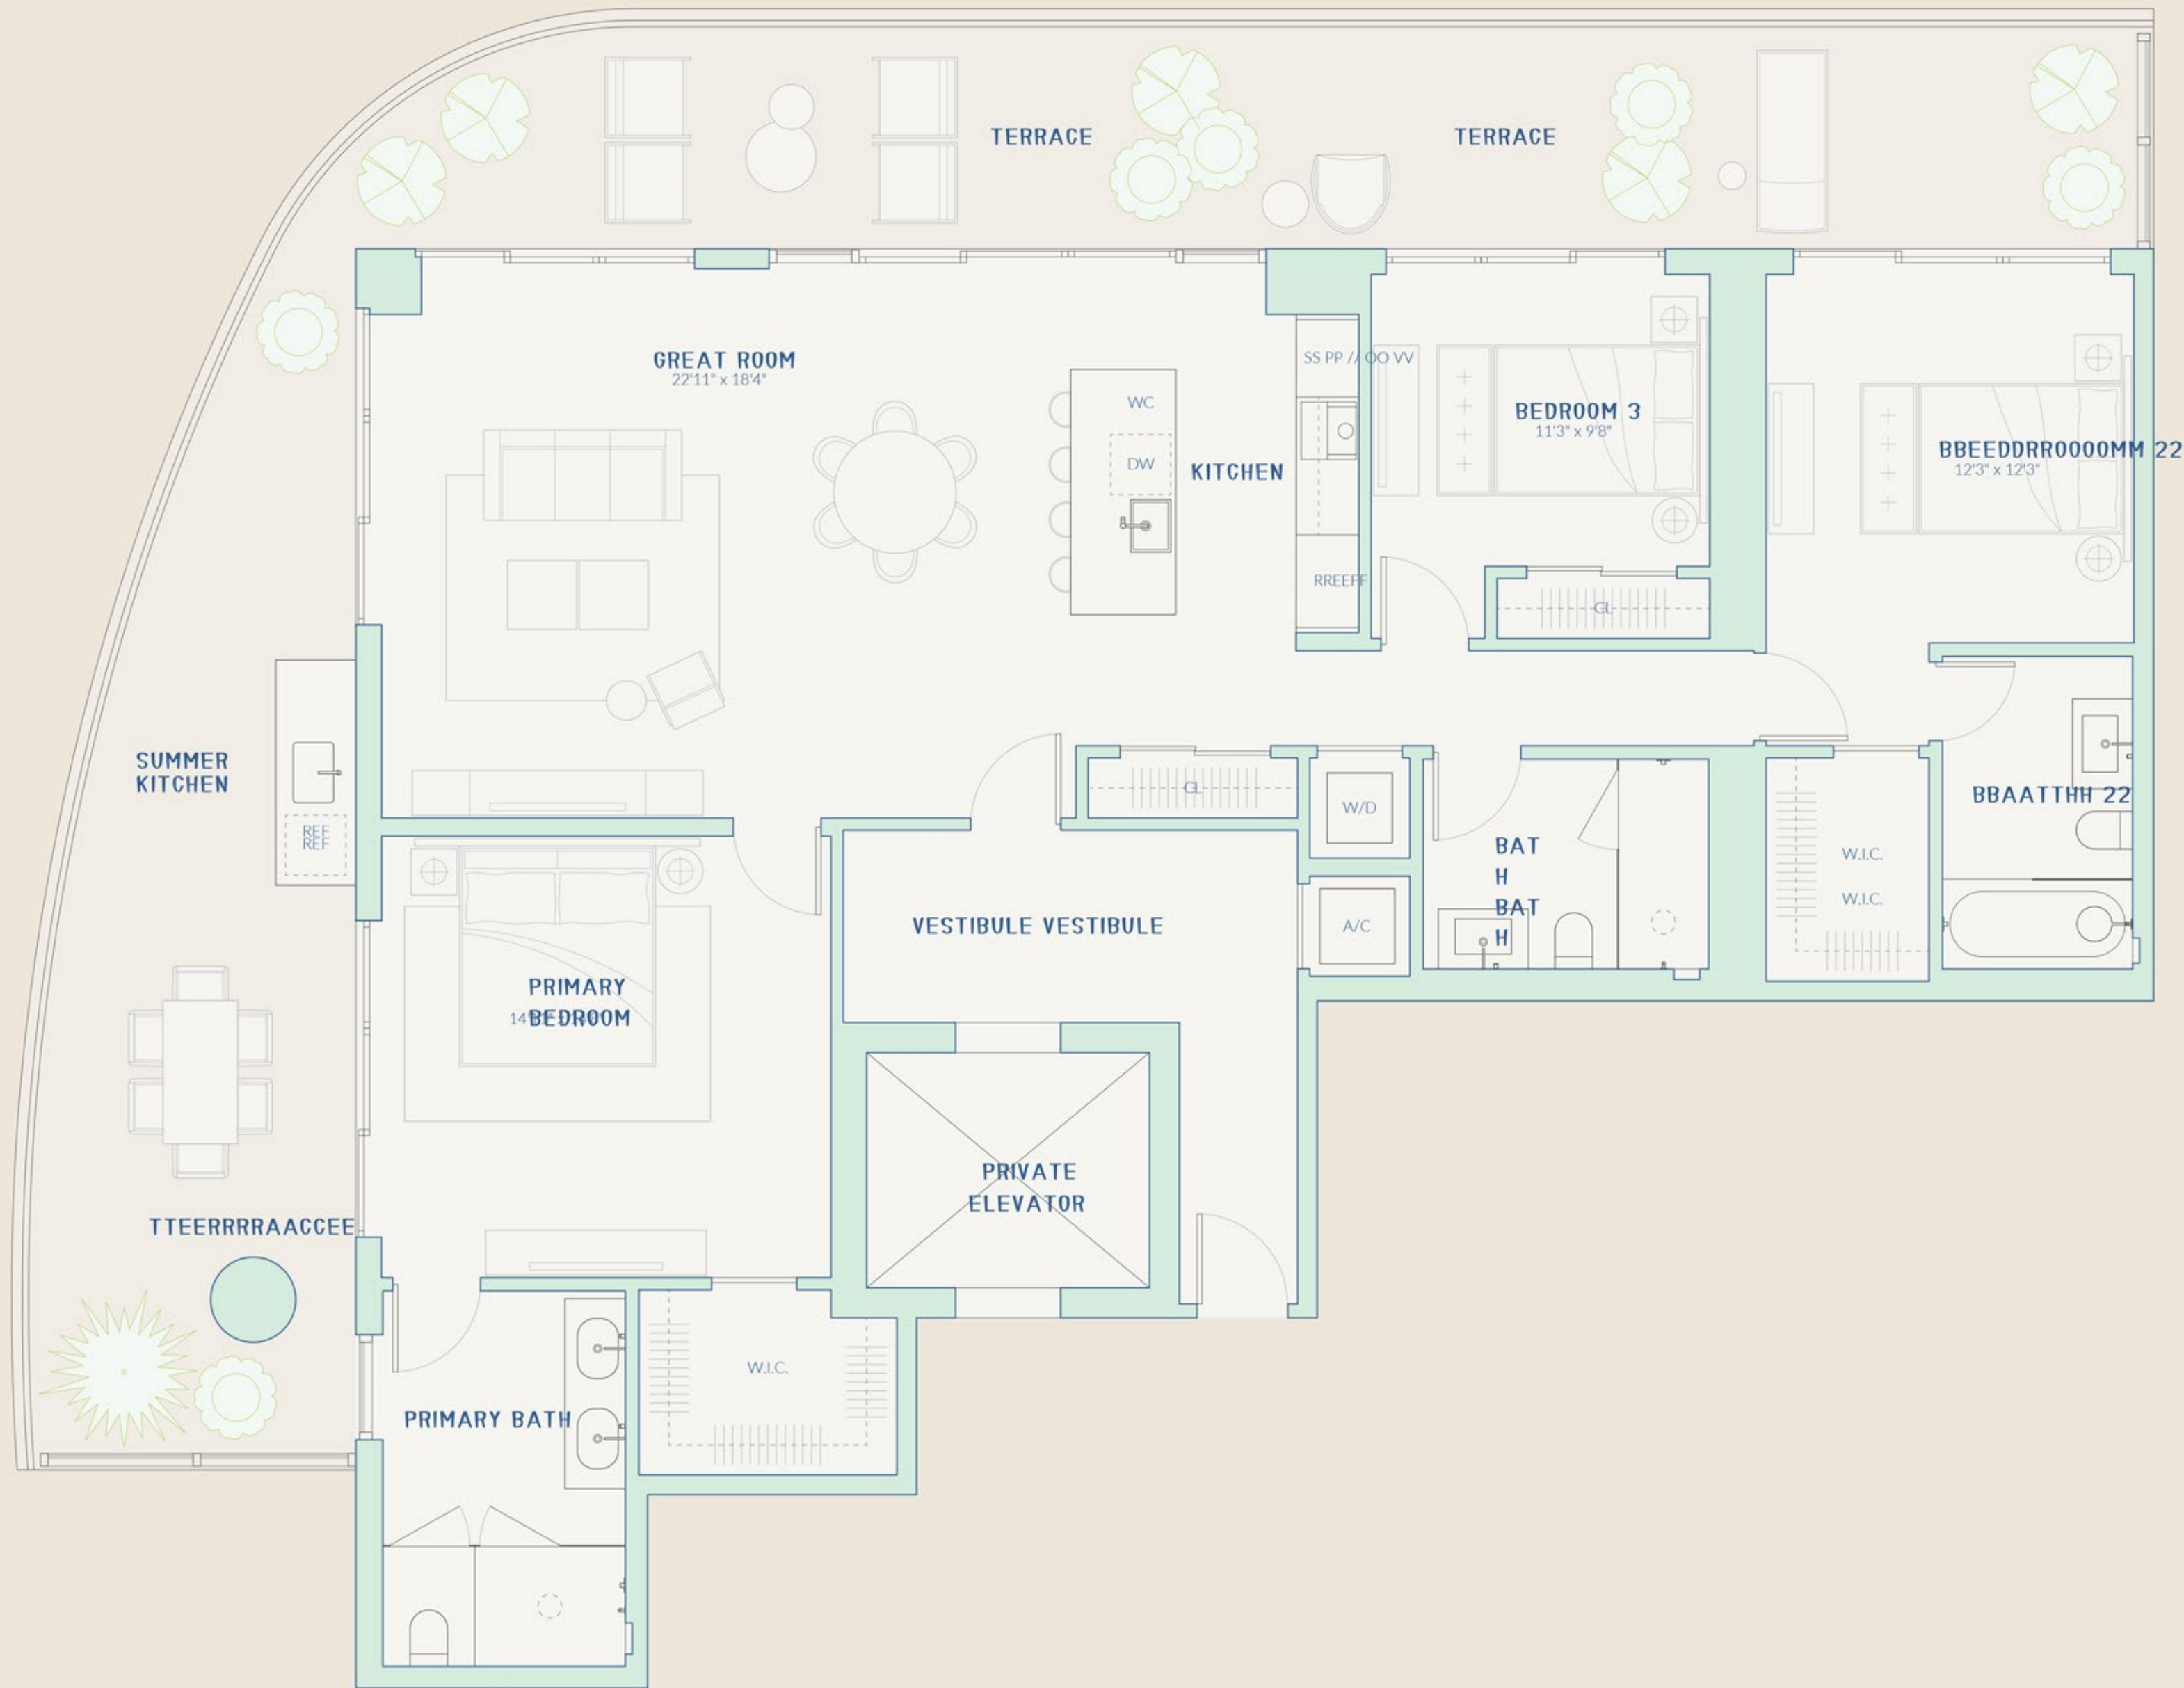 TERRACE
TERRACE
GREAT ROOM
22'11" x 18'4"
SS PP // OO VV
WC
DW
KITCHEN
RREEFF
BEDROOM 3
11'3" x 9'8"
CL
BBEEDDRROOOOMM 22
12'3" x 12'3"
SUMMER
KITCHEN
REF
REF
CL
W/D
A/C
BAT
H
BAT
H
W.I.C.
W.I.C.
BBAATTHH 22
VESTIBULE VESTIBULE
PRIMARY
BEDROOM
PRIVATE
ELEVATOR
TTEERRRRAACCEE
PRIMARY BATH
W.I.C.